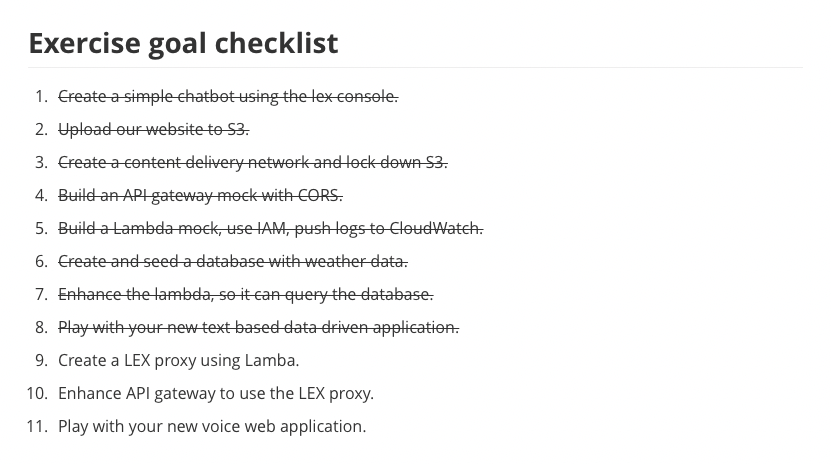 Exercise goal checklist
1. Create a simple chatbot using the lex console.
2. Upload our website to S3.
3. Create a content delivery network and lock down S3.
4. Build an API gateway mock with CORS.
5. Build a Lambda mock, use IAM, push logs to CloudWatch.
6. Create and seed a database with weather data.
7. Enhance the lambda, so it can query the database.
8. Play with your new text based data driven application.
9. Create a LEX proxy using Lamba.
10. Enhance API gateway to use the LEX proxy.
11. Play with your new voice web application.